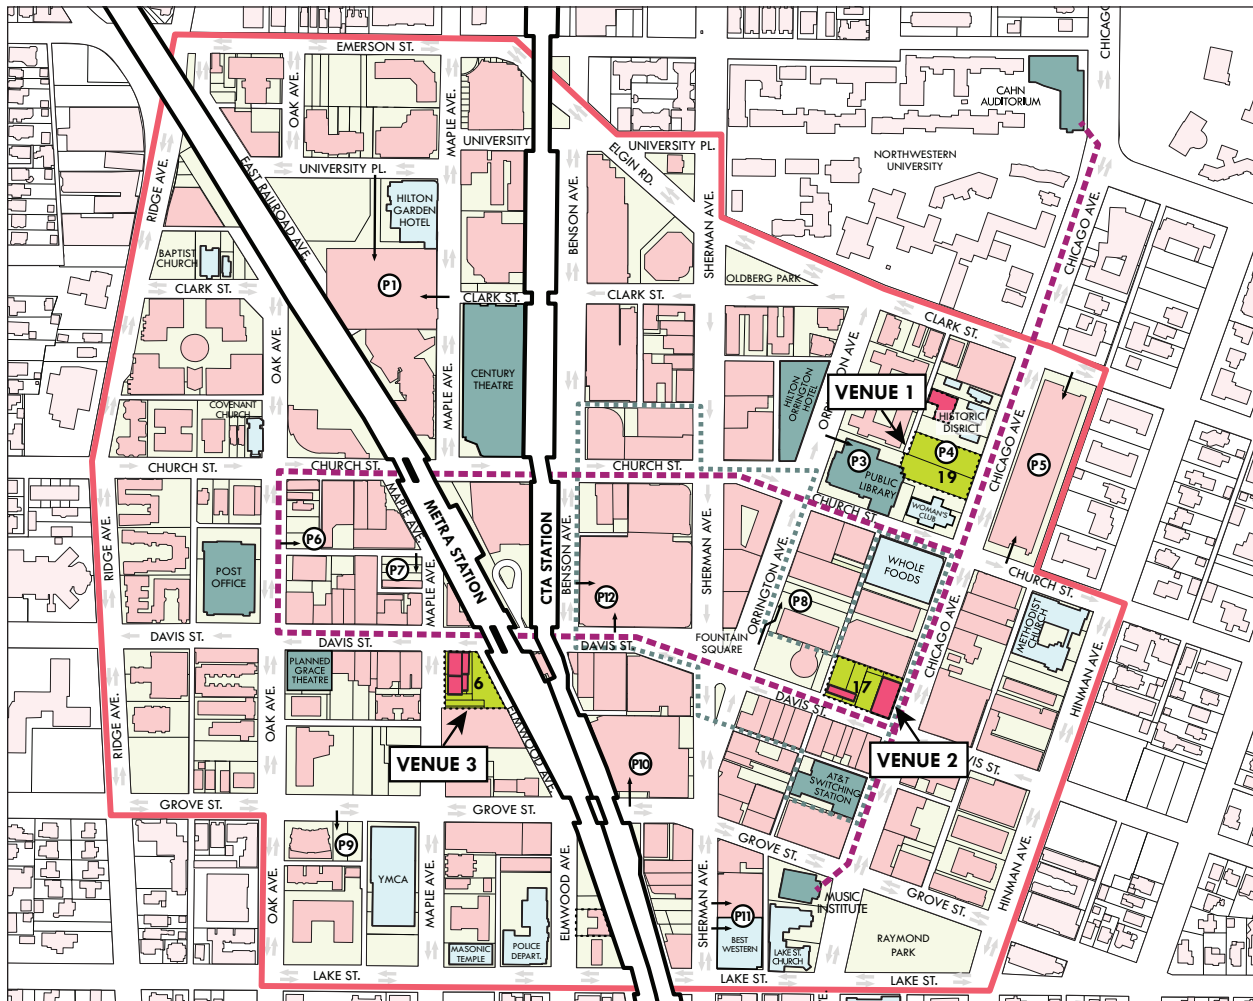 EMERSON ST.
CHICAGO
CAHN
AUDITORIUM
OAK AVE.
MAPLE AVE.
UNIVERSITY
UNIVERSITY PL.
ELGIN RD.
UNIVERSITY PL.
NORTHWESTERN
UNIVERSITY
RIDGE AVE.
EAST RAILROAD AVE.
HILTON
GARDEN
HOTEL
BENSON AVE.
SHERMAN AVE.
CHICAGO AVE.
BAPTIST
CHURCH
CLARK ST.
P1
CLARK ST.
CLARK ST.
OLDBERG PARK
CLARK ST.
OAK AVE.
MAPLE AVE.
CENTURY
THEATRE
HILTON
ORRINGTON
HOTEL
ORRINGTON AVE.
VENUE 1
HISTORIC
DISRICT
COVENANT
CHURCH
CHICAGO AVE.
P4
19
P5
P3
PUBLIC
LIBRARY
CHURCH ST.
CHURCH ST.
CHURCH ST.
CHURCH ST.
WOMAN'S
CLUB
MAPLE AVE.
METRA STATION
CTA STATION
BENSON AVE.
SHERMAN AVE.
ORRINGTON AVE.
RIDGE AVE.
POST
OFFICE
P6
P7
MAPLE AVE.
P12
P8
WHOLE
FOODS
CHURCH ST.
METHODIST
CHURCH
DAVIS ST.
DAVIS ST.
DAVIS ST.
FOUNTAIN
SQUARE
CHICAGO AVE.
HINMAN AVE.
PLANNED
GRACE
THEATRE
6
17
DAVIS ST.
RIDGE AVE.
OAK AVE.
VENUE 3
ELMWOOD AVE.
P10
VENUE 2
VIS ST.
AT&T
SWITCHING
STATION
GROVE ST.
GROVE ST.
GROVE ST.
P9
YMCA
OAK AVE.
MAPLE AVE.
ELMWOOD AVE.
SHERMAN AVE.
MUSIC
INSTITUTE
GROVE ST.
HINMAN AVE.
P11
BEST
WESTERN
MASONIC
TEMPLE
POLICE
DEPART.
LAKE ST.
CHURCH
RAYMOND
PARK
LAKE ST.
LAKE ST.
LAKE ST.